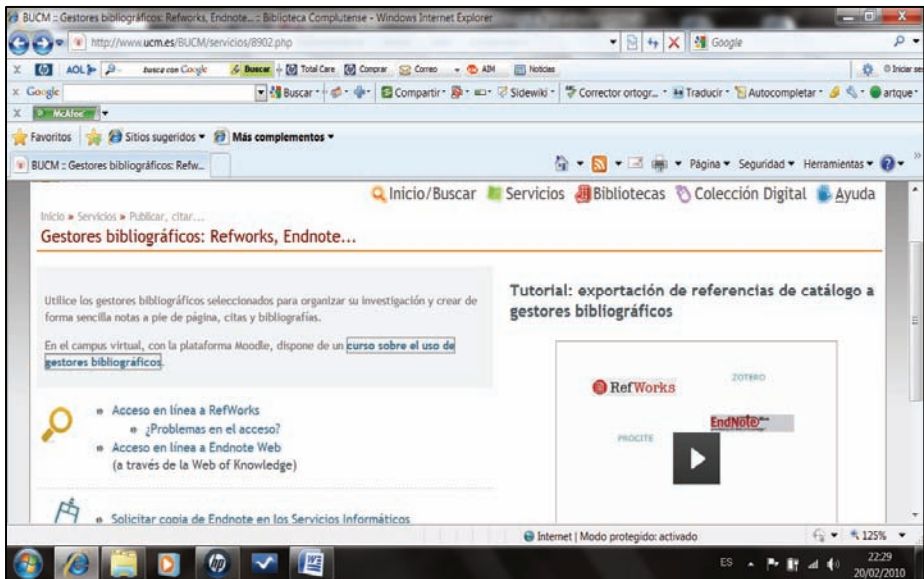 BUCM :: Gestores bibliográficos: Refworks, Endnote... :: Biblioteca Complutense - Windows Internet Explorer
http://www.ucm.es/BUCM/servicios/8902.php
Google
X AOL busca con Google Buscar Total Care Comprar Correo AIM Noticias
x Google Buscar Compartir Sidewiki Corrector ortogr... Traducir Autocompletar artque
X McAfee
Favoritos Sitios sugeridos Más complementos
BUCM :: Gestores bibliográficos: Refw... Página Seguridad Herramientas
Inicio/Buscar Servicios Bibliotecas Colección Digital Ayuda
Inicio » Servicios » Publicar, citar...
Gestores bibliográficos: Refworks, Endnote...
Utilice los gestores bibliográficos seleccionados para organizar su investigación y crear de
forma sencilla notas a pie de página, citas y bibliografías.
En el campus virtual, con la plataforma Moodle, dispone de un curso sobre el uso de
gestores bibliográficos.
» Acceso en línea a RefWorks
» ¿Problemas en el acceso?
» Acceso en línea a Endnote Web
(a través de la Web of Knowledge)
» Solicitar copia de Endnote en los Servicios Informáticos
Tutorial: exportación de referencias de catálogo a
gestores bibliográficos
RefWorks
ZOTERO
EndNote
PROCITE
Internet | Modo protegido: activado
125%
ES
22:29
20/02/2010